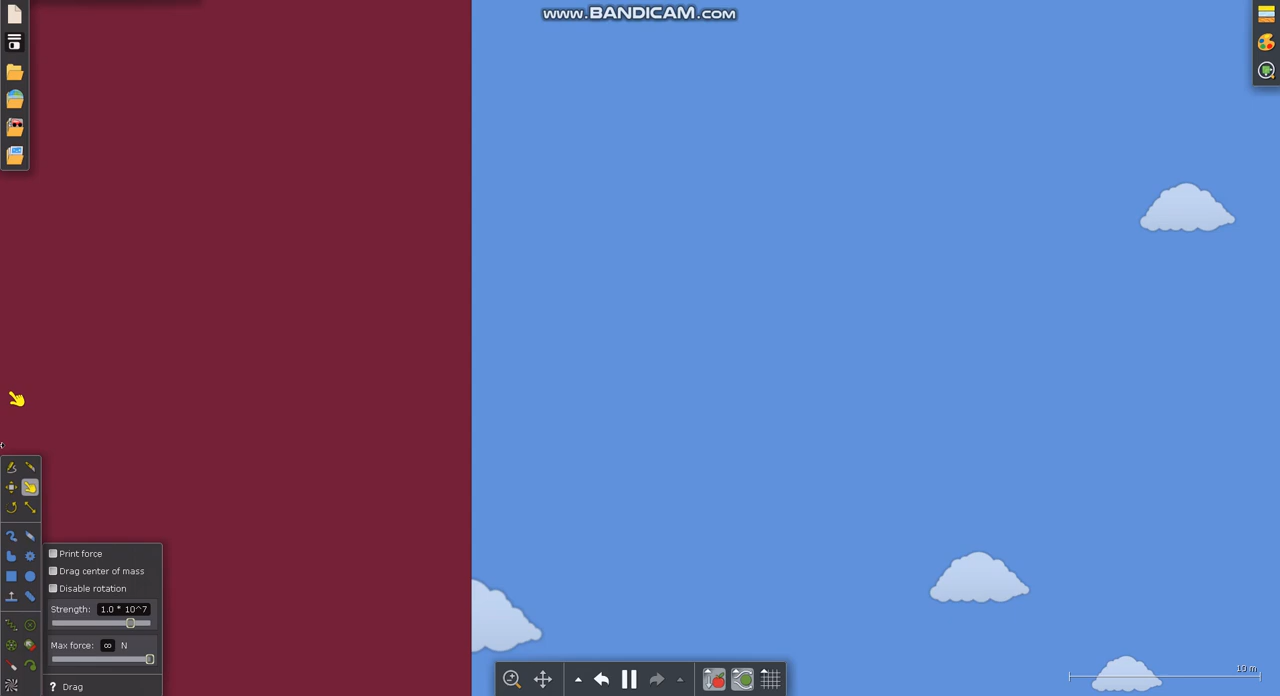 www.BANDICAM.com
Print force
Drag center of mass
Disable rotation
Strength: 1.0 * 10^7
Max force: ∞ N
? Drag
10 m